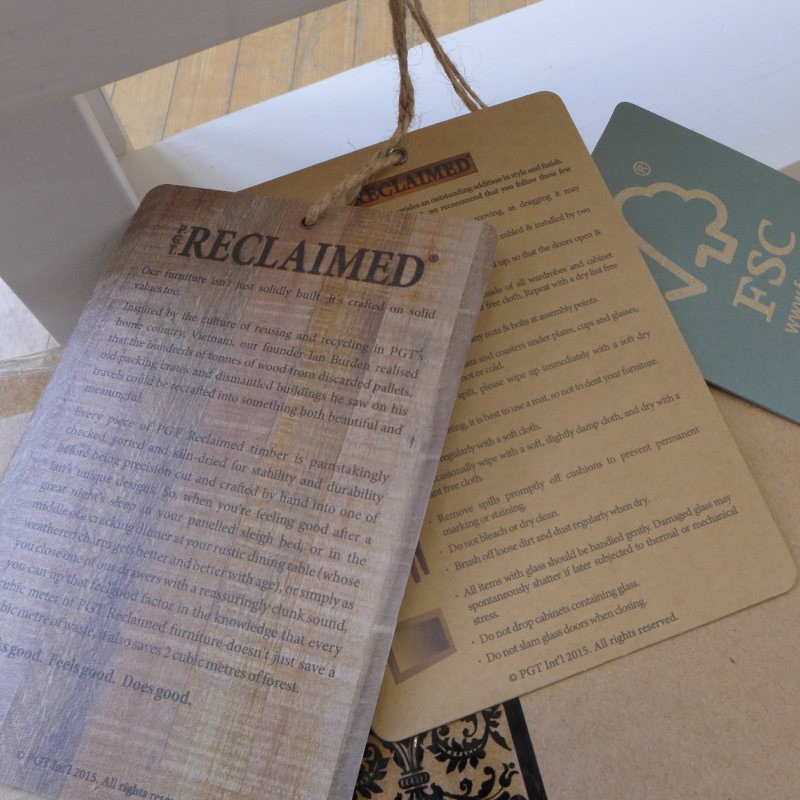 PGT RECLAIMED®
Our furniture isn't just solidly built, it's crafted on solid
values too.
Inspired by the culture of reusing and recycling in PGT's
home country, Vietnam, our founder Ian Burden realised
that the hundreds of tonnes of wood from discarded pallets,
old packing crates and dismantled buildings he saw on his
travels could be recrafted into something both beautiful and
meaningful.
Every piece of PGT Reclaimed timber is painstakingly
checked, sorted and kiln-dried for stability and durability
before being precision cut and crafted by hand into one of
Ian's unique designs. So, when you're feeling good after a
great night's sleep in your panelled sleigh bed, or in the
middle of a cracking dinner at your rustic dining table (whose
weathered charm gets better and better with age), or simply as
you close one of our drawers with a reassuringly clunk sound,
you can up that feelgood factor in the knowledge that every
cubic meter of PGT Reclaimed furniture doesn't just save a
cubic metre of waste, it also saves 2 cubic metres of forest.
good. Feels good. Does good.
© PGT Int'l 2015. All rights reserved.
RECLAIMED
an outstanding addition in style and finish.
we recommend that you follow these few
moving, as dragging it may
& installed by two
up, so that the doors open &
of all wardrobes and cabinet
free cloth. Repeat with a dry lint free
nuts & bolts at assembly points.
and coasters under plates, cups and glasses,
hot or cold.
spilt, please wipe up immediately with a soft dry
it is best to use a mat, so not to dent your furniture.
regularly with a soft cloth.
wipe with a soft, slightly damp cloth, and dry with a
free cloth.
· Remove spills promptly off cushions to prevent permanent
marking or staining.
· Do not bleach or dry clean.
· Brush off loose dirt and dust regularly when dry.
· All items with glass should be handled gently. Damaged glass may
spontaneously shatter if later subjected to thermal or mechanical
stress.
· Do not drop cabinets containing glass.
· Do not slam glass doors when closing.
© PGT Int'l 2015. All rights reserved.
®
FSC